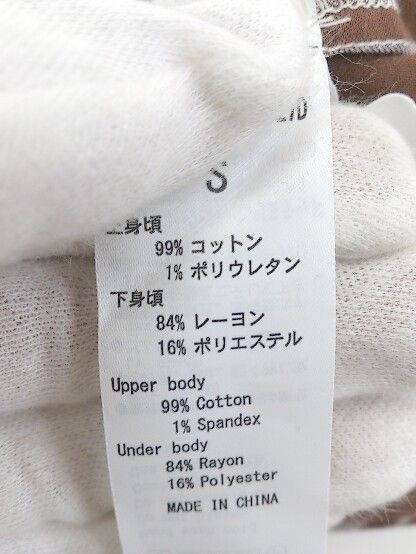 S
上身頃
99% コットン
1% ポリウレタン
下身頃
84% レーヨン
16% ポリエステル
Upper body
99% Cotton
1% Spandex
Under body
84% Rayon
16% Polyester
MADE IN CHINA